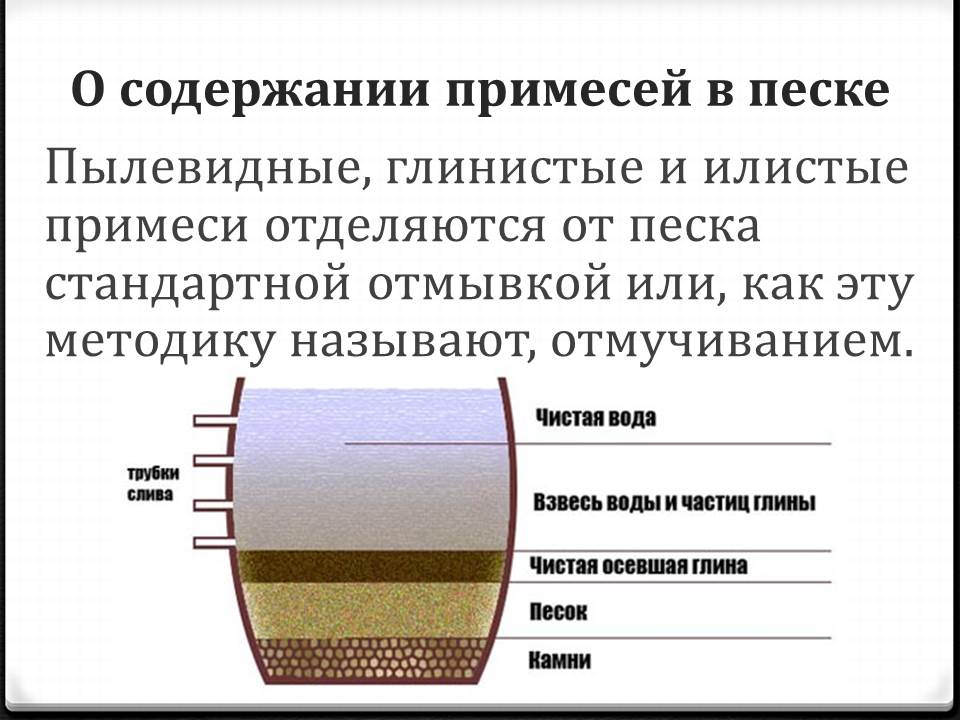 О содержании примесей в песке
Пылевидные, глинистые и илистые
примеси отделяются от песка
стандартной отмывкой или, как эту
методику называют, отмучиванием.
Чистая вода
трубки
слива
Взвесь воды и частиц глины
Чистая осевшая глина
Песок
Камни